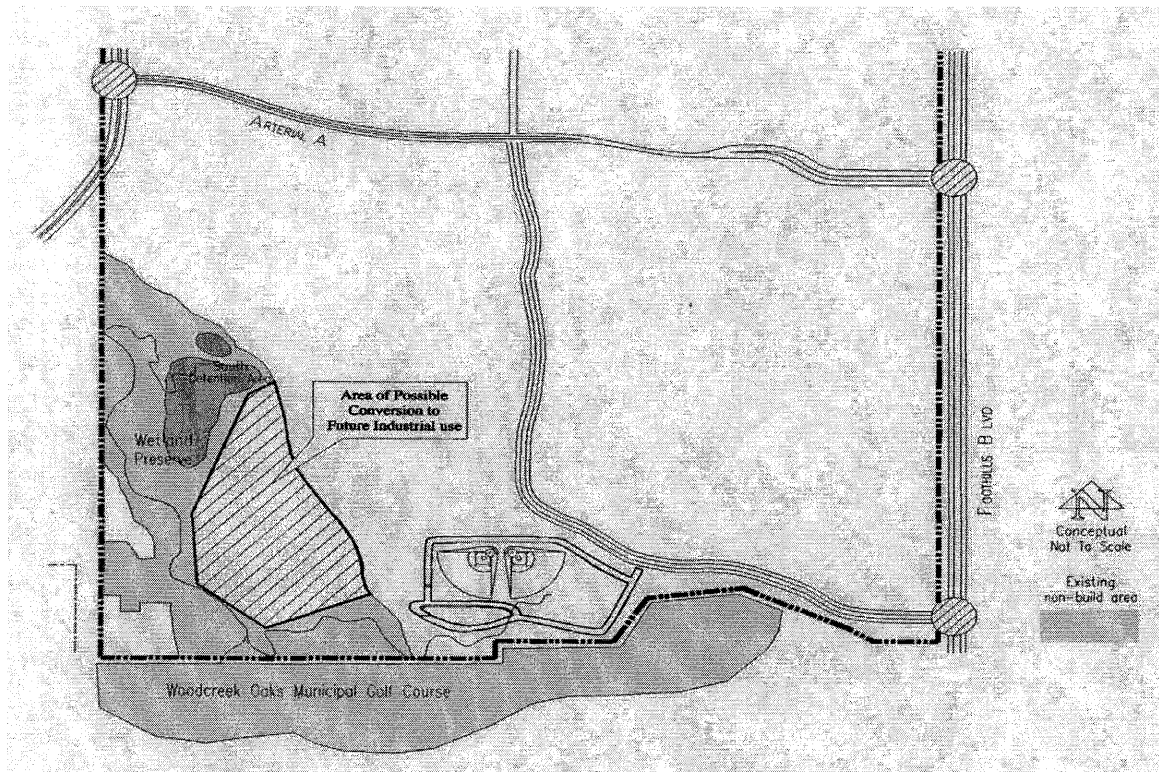 ARTERIAL A
South
Detention
Area of Possible
Conversion to
Future Industrial use
Wetland
Preserve
FOOTHILLS BLVD
N
Conceptual
Not To Scale
Existing
non-build area
Woodcreek Oaks Municipal Golf Course